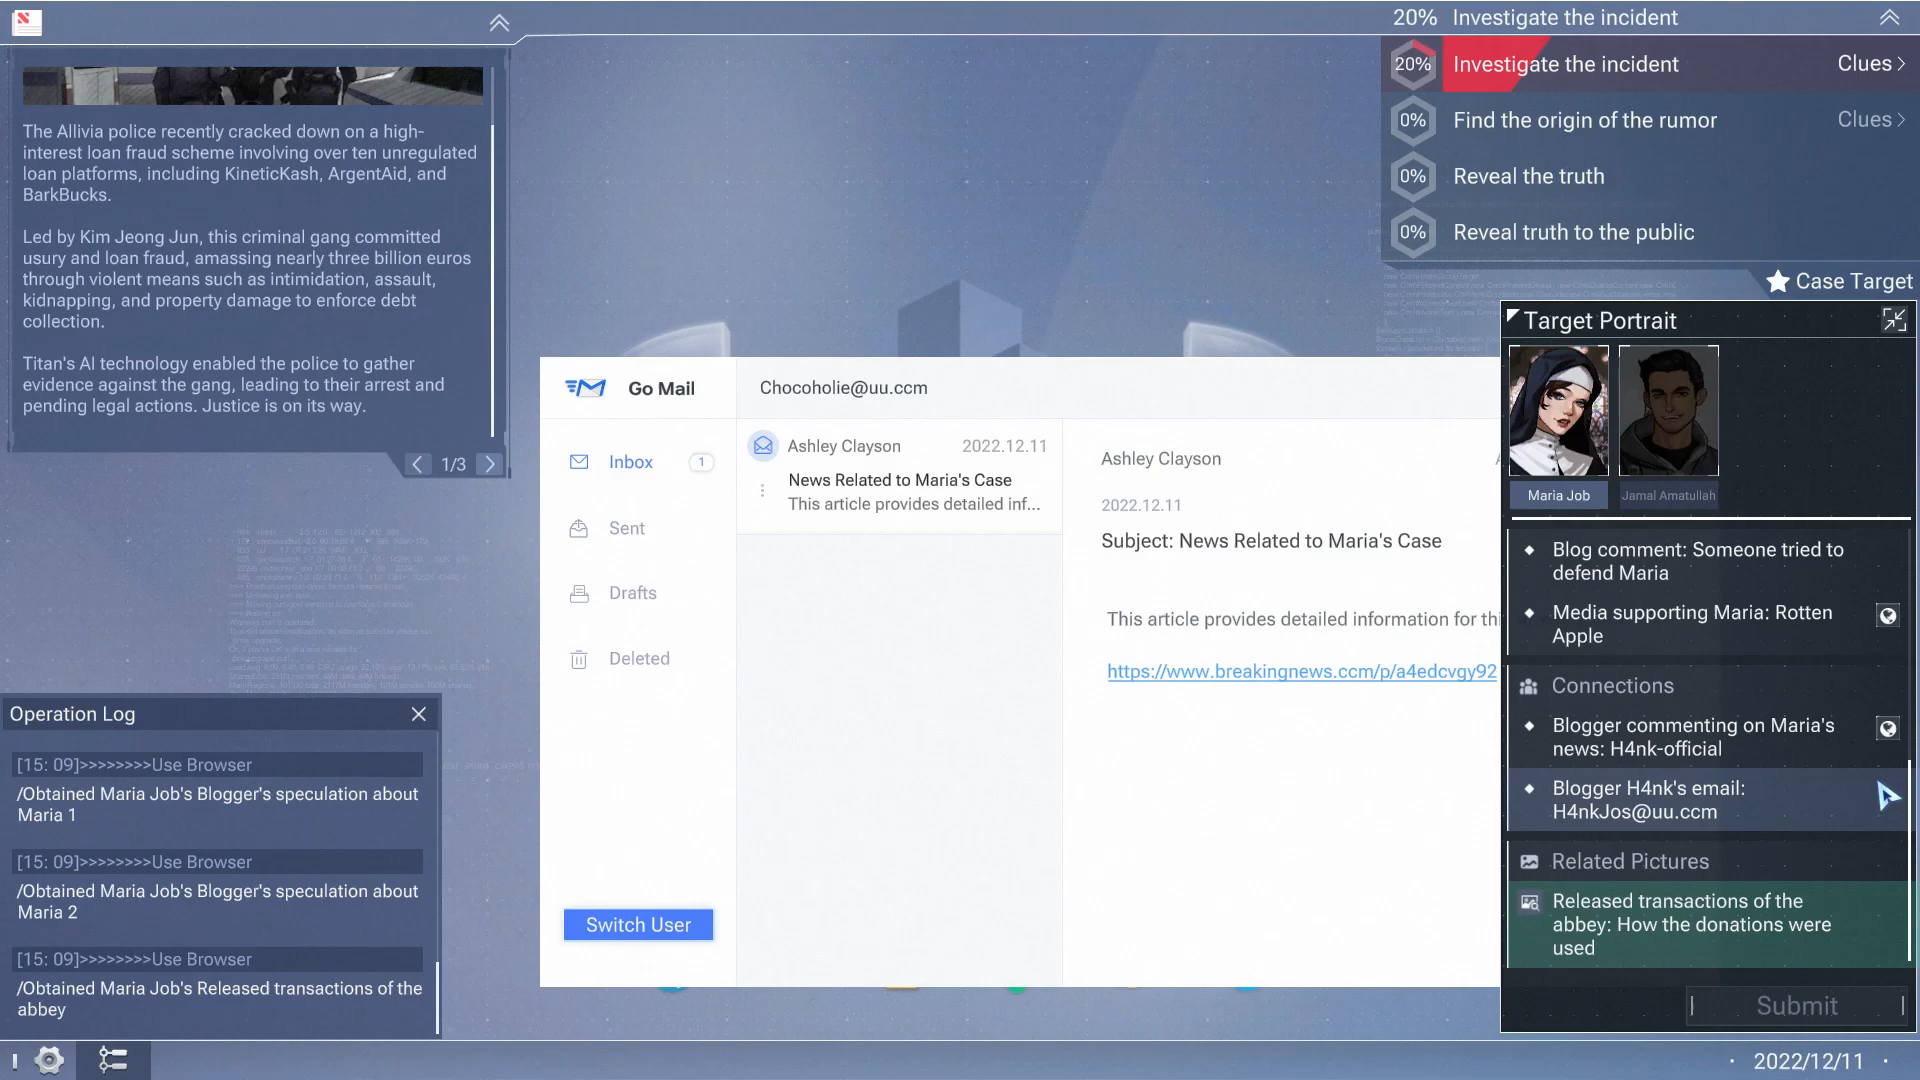 20% Investigate the incident
20% Investigate the incident Clues
0% Find the origin of the rumor Clues
0% Reveal the truth
0% Reveal truth to the public
The Allivia police recently cracked down on a high-
interest loan fraud scheme involving over ten unregulated
loan platforms, including KineticKash, ArgentAid, and
BarkBucks.
Led by Kim Jeong Jun, this criminal gang committed
usury and loan fraud, amassing nearly three billion euros
through violent means such as intimidation, assault,
kidnapping, and property damage to enforce debt
collection.
Titan's AI technology enabled the police to gather
evidence against the gang, leading to their arrest and
pending legal actions. Justice is on its way.
1/3
Case Target
Target Portrait
Maria Job
Jamal Amatullah
Blog comment: Someone tried to
defend Maria
Media supporting Maria: Rotten
Apple
Connections
Blogger commenting on Maria's
news: H4nk-official
Blogger H4nk's email:
H4nkJos@uu.ccm
Related Pictures
Released transactions of the
abbey: How the donations were
used
Submit
Go Mail
Chocoholie@uu.ccm
Inbox 1
Sent
Drafts
Deleted
Switch User
Ashley Clayson 2022.12.11
News Related to Maria's Case
This article provides detailed inf...
Ashley Clayson
2022.12.11
Subject: News Related to Maria's Case
This article provides detailed information for thi
https://www.breakingnews.ccm/p/a4edcvgy92
Operation Log
[15: 09]>>>>>>>>Use Browser
/Obtained Maria Job's Blogger's speculation about
Maria 1
[15: 09]>>>>>>>>Use Browser
/Obtained Maria Job's Blogger's speculation about
Maria 2
[15: 09]>>>>>>>>Use Browser
/Obtained Maria Job's Released transactions of the
abbey
2022/12/11